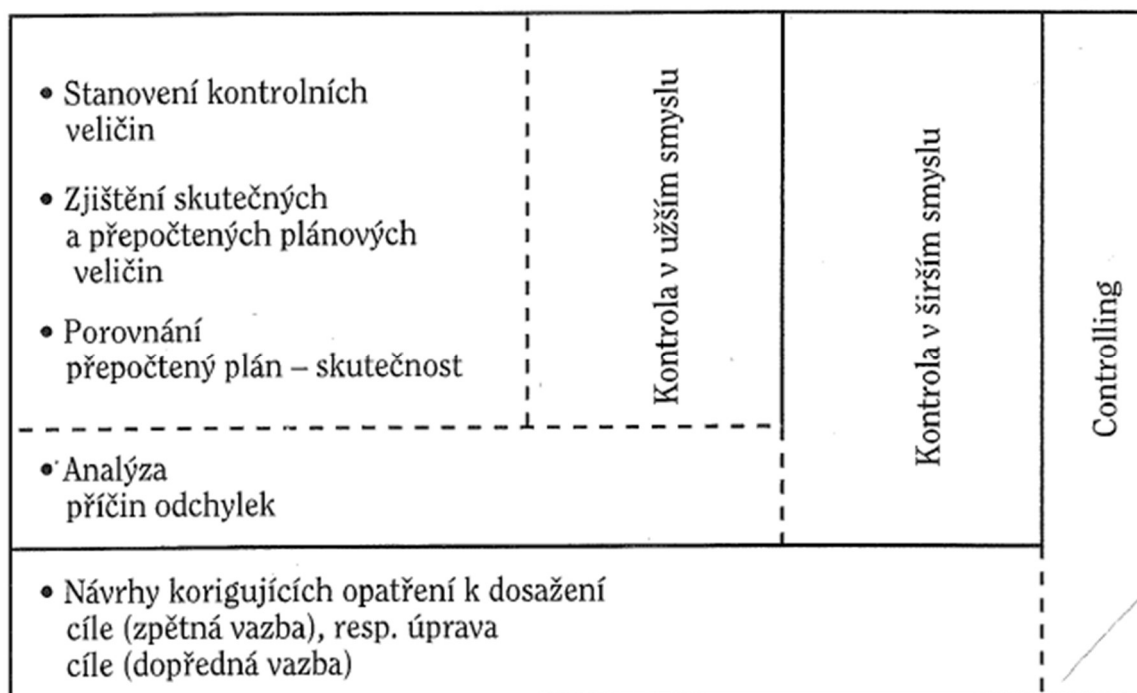 • Stanovení kontrolních
veličin
• Zjištění skutečných
a přepočtených plánových
veličin
• Porovnání
přepočtený plán – skutečnost
• Analýza
příčin odchylek
• Návrhy korigujících opatření k dosažení
cíle (zpětná vazba), resp. úprava
cíle (dopředná vazba)
Kontrola v užším smyslu
Kontrola v širším smyslu
Controlling